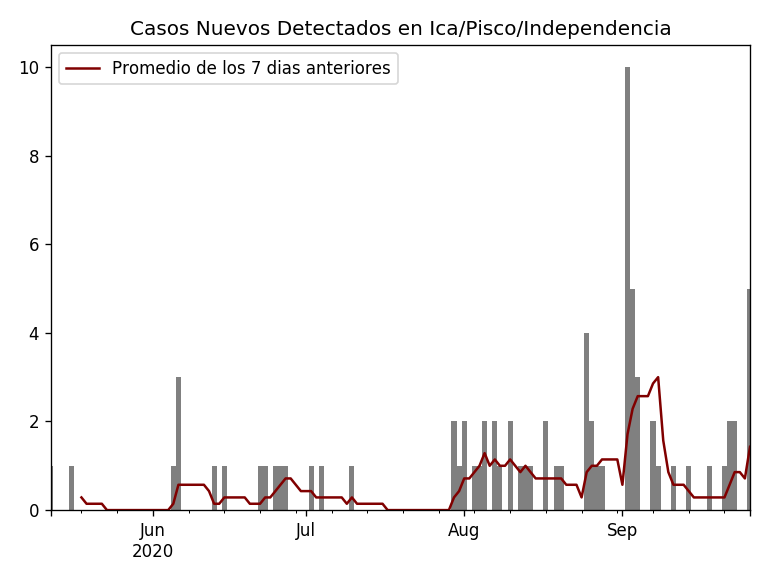 Casos Nuevos Detectados en Ica/Pisco/Independencia
Promedio de los 7 dias anteriores
10
8
6
4
2
0
Jun
2020
Jul
Aug
Sep